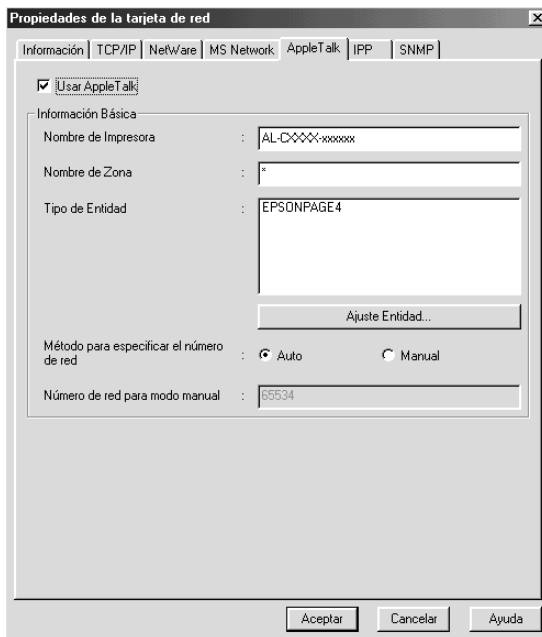 Propiedades de la tarjeta de red
Información TCP/IP NetWare MS Network AppleTalk IPP SNMP
Usar AppleTalk
Información Básica
Nombre de Impresora : AL-CXXXX-xxxxxx
Nombre de Zona : *
Tipo de Entidad : EPSONPAGE4
Ajuste Entidad...
Método para especificar el número
de red : Auto Manual
Número de red para modo manual : 65534
Aceptar Cancelar Ayuda